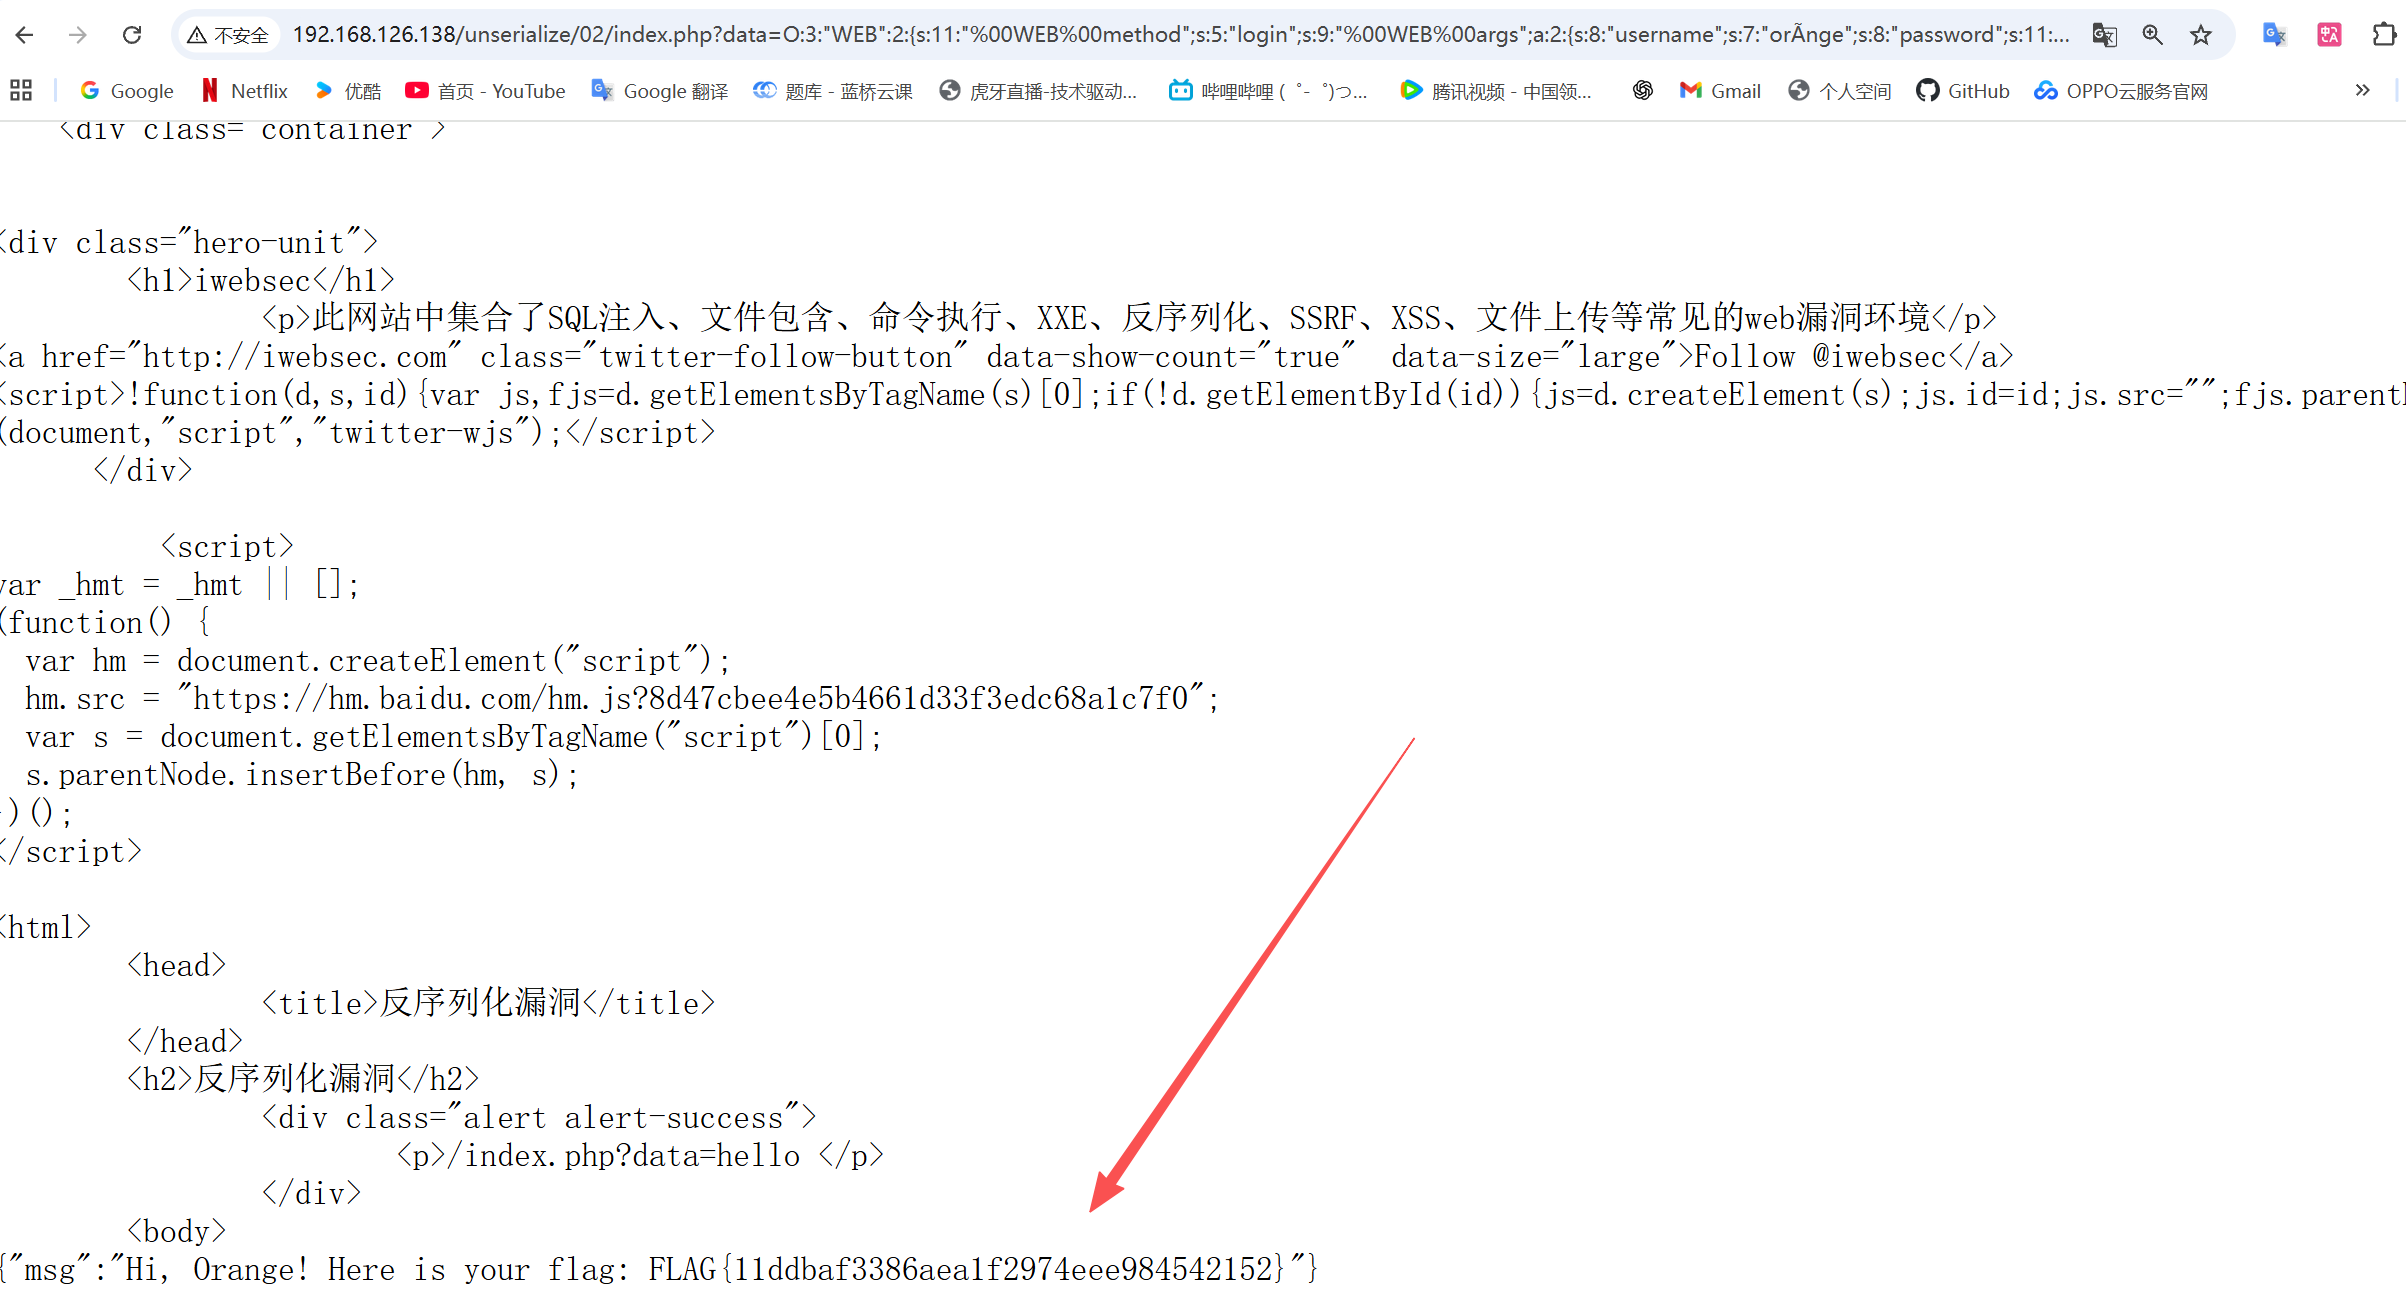 不安全 192.168.126.138/unserialize/02/index.php?data=O:3:"WEB":2:{s:11:"%00WEB%00method";s:5:"login";s:9:"%00WEB%00args";a:2:{s:8:"username";s:7:"orÃnge";s:8:"password";s:11:...
Google Netflix 优酷 首页 - YouTube Google 翻译 题库 - 蓝桥云课 虎牙直播-技术驱动... 哔哩哔哩 ( ゜- ゜)つ... 腾讯视频 - 中国领... Gmail 个人空间 GitHub OPPO云服务官网 »
<div class= container >
<div class="hero-unit">
<h1>iwebsec</h1>
<p>此网站中集合了SQL注入、文件包含、命令执行、XXE、反序列化、SSRF、XSS、文件上传等常见的web漏洞环境</p>
<a href="http://iwebsec.com" class="twitter-follow-button" data-show-count="true" data-size="large">Follow @iwebsec</a>
<script>!function(d,s,id){var js,fjs=d.getElementsByTagName(s)[0];if(!d.getElementById(id)){js=d.createElement(s);js.id=id;js.src="";fjs.parent
(document,"script","twitter-wjs");</script>
</div>
<script>
var _hmt = _hmt || [];
(function() {
var hm = document.createElement("script");
hm.src = "https://hm.baidu.com/hm.js?8d47cbee4e5b4661d33f3edc68a1c7f0";
var s = document.getElementsByTagName("script")[0];
s.parentNode.insertBefore(hm, s);
})();
</script>
<html>
<head>
<title>反序列化漏洞</title>
</head>
<h2>反序列化漏洞</h2>
<div class="alert alert-success">
<p>/index.php?data=hello </p>
</div>
<body>
{"msg":"Hi, Orange! Here is your flag: FLAG{11ddbaf3386aea1f2974eee984542152}"}